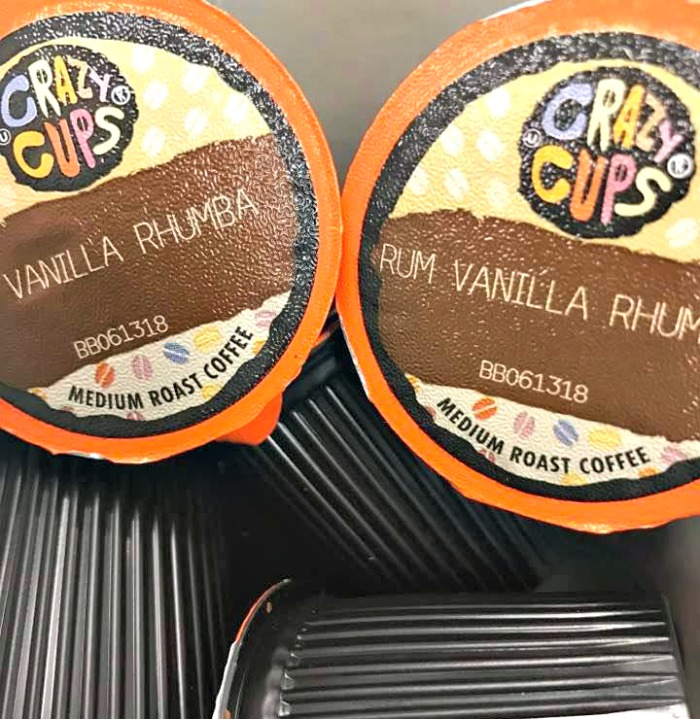 CRAZY
CUPS
VANILLA RHUMBA
BB061318
MEDIUM ROAST COFFEE
CRAZY
CUPS
RUM VANILLA RHUM
BB061318
MEDIUM ROAST COFFEE